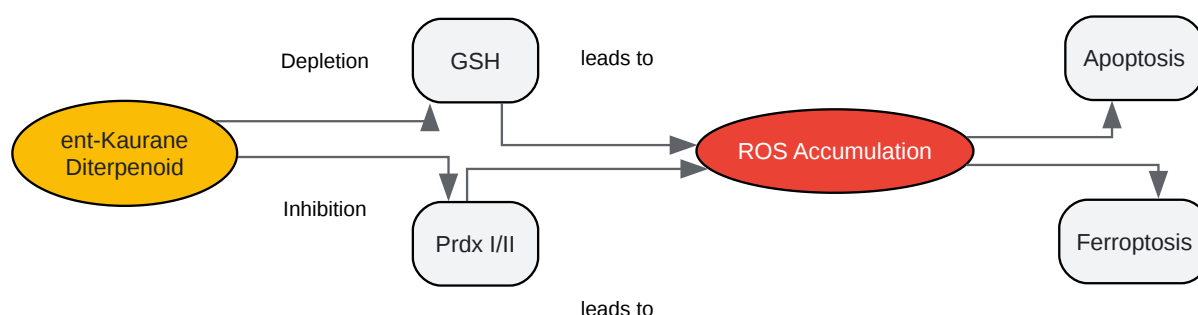 Depletion
GSH
leads to
Apoptosis
ent-Kaurane
Diterpenoid
ROS Accumulation
Inhibition
Prdx I/II
Ferroptosis
leads to